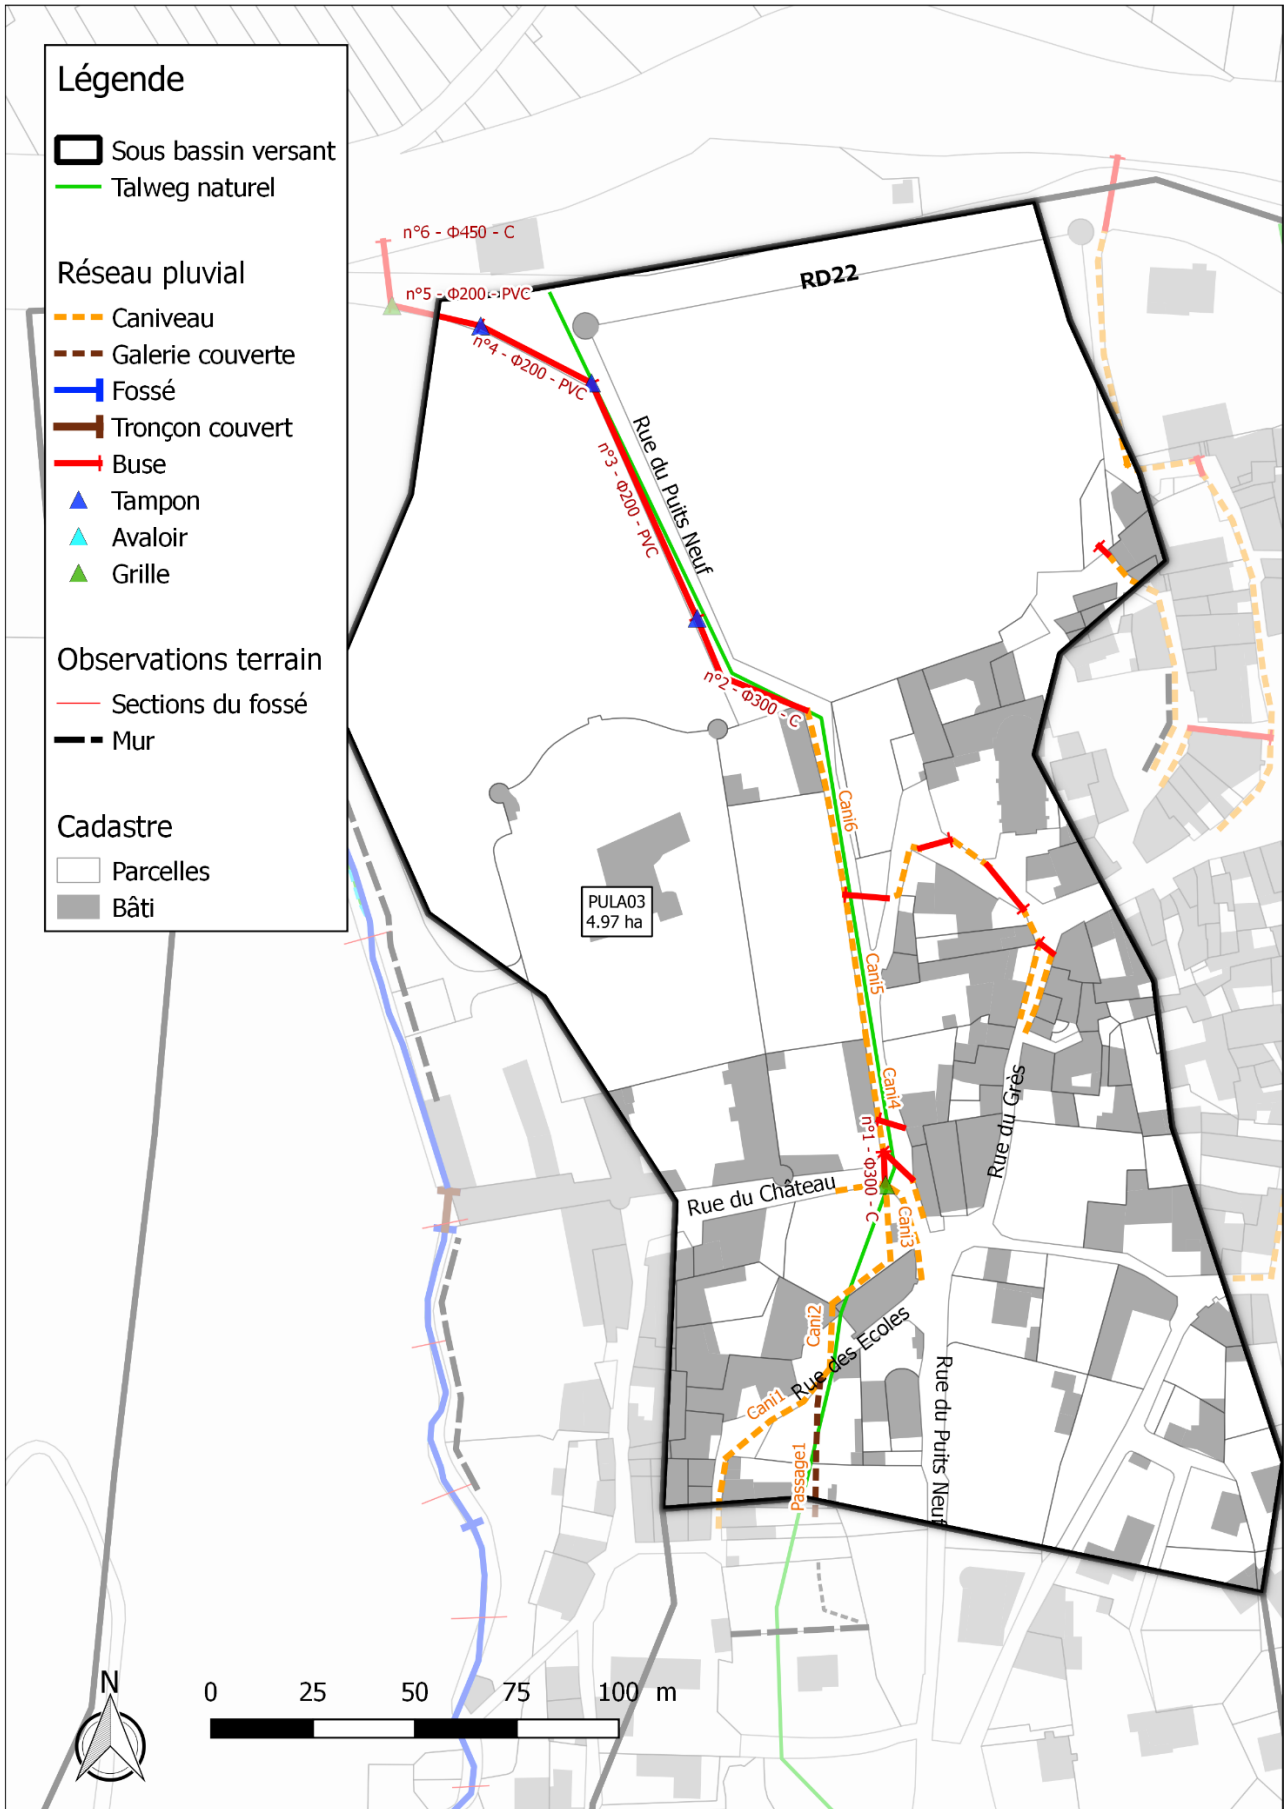 Légende
Sous bassin versant
Talweg naturel
Réseau pluvial
Caniveau
Galerie couverte
Fossé
Tronçon couvert
Buse
Tampon
Avaloir
Grille
Observations terrain
Sections du fossé
Mur
Cadastre
Parcelles
Bâti
n°6 - Φ450 - C
n°5 - Φ200 - PVC
n°4 - Φ200 - PVC
RD22
Rue du Puits Neuf
n°3 - Φ200 - PVC
n°2 - Φ300 - C
Cani6
PULA03
4.97 ha
Cani5
Cani4
n°1 - Φ300 - C
Rue du Grès
Rue du Château
Cani3
Cani2
Rue des Ecoles
Cani1
Rue du Puits Neuf
Passage1
N
0 25 50 75 100 m